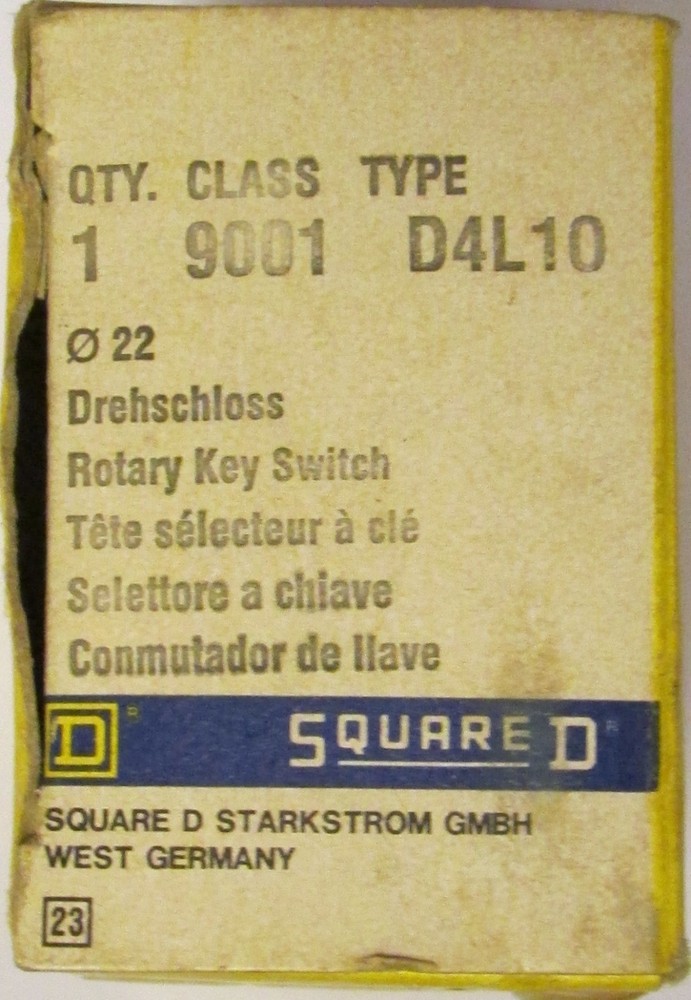 QTY. CLASS TYPE
1 9001 D4L10
Ø 22
Drehschloss
Rotary Key Switch
Tête sélecteur à clé
Selettore a chiave
Conmutador de llave
D® SQUARE D®
SQUARE D STARKSTROM GMBH
WEST GERMANY
23